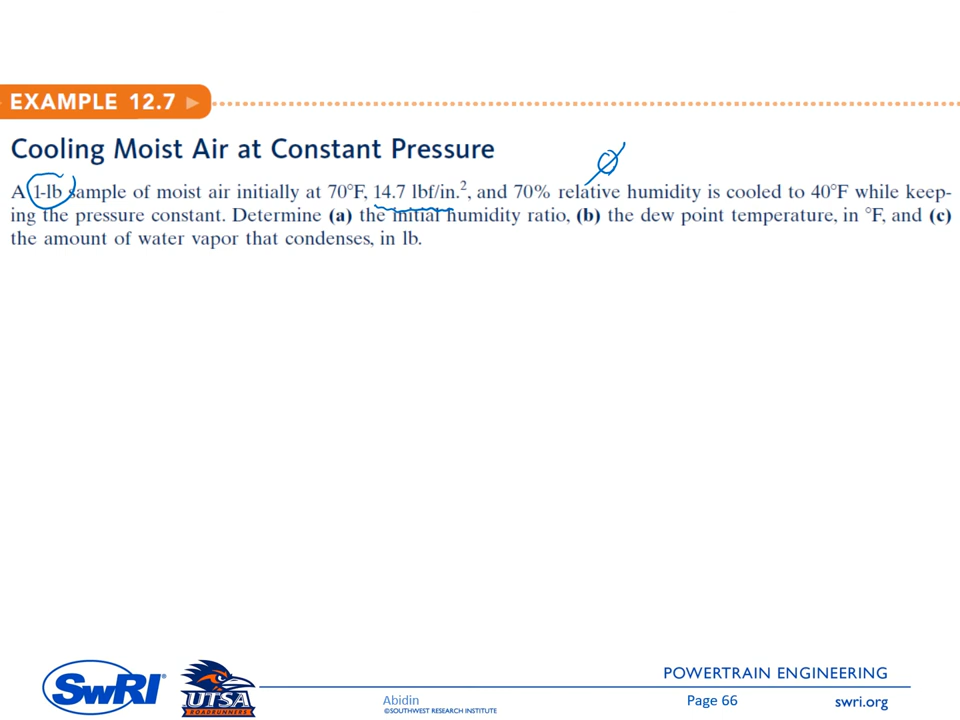 EXAMPLE 12.7
Cooling Moist Air at Constant Pressure
ϕ
A 1-lb sample of moist air initially at 70°F, 14.7 lbf/in.², and 70% relative humidity is cooled to 40°F while keep-
ing the pressure constant. Determine (a) the initial humidity ratio, (b) the dew point temperature, in °F, and (c)
the amount of water vapor that condenses, in lb.
SwRI®
UTSA
ROADRUNNERS
POWERTRAIN ENGINEERING
Abidin
©SOUTHWEST RESEARCH INSTITUTE
Page 66
swri.org